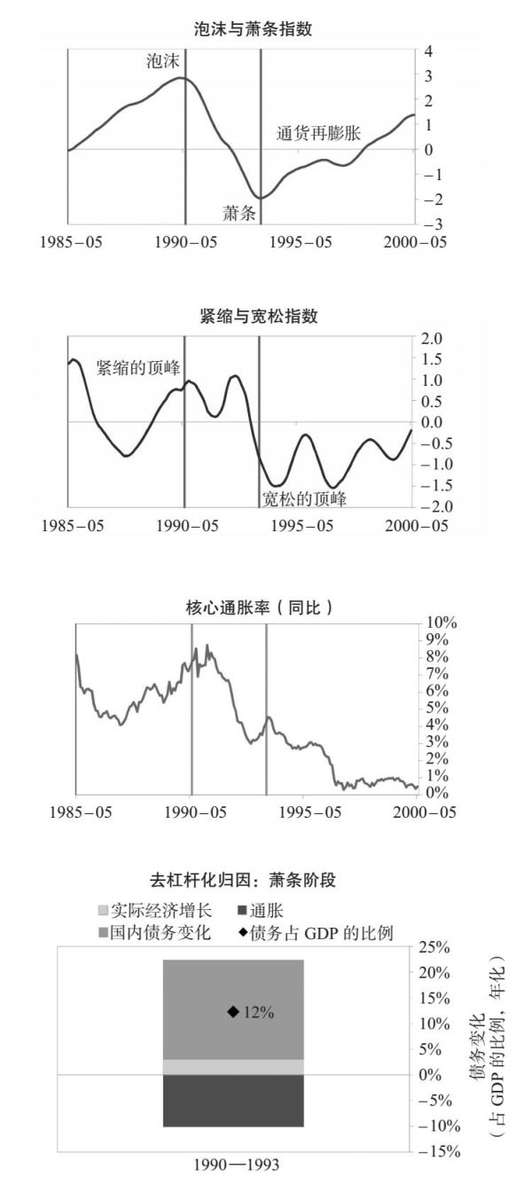 泡沫与萧条指数
泡沫
通货再膨胀
萧条
4
3
2
1
0
−1
−2
−3
1985−05 1990−05 1995−05 2000−05
紧缩与宽松指数
紧缩的顶峰
宽松的顶峰
2.0
1.5
1.0
0.5
0.0
−0.5
−1.0
−1.5
−2.0
1985−05 1990−05 1995−05 2000−05
核心通胀率（同比）
10%
9%
8%
7%
6%
5%
4%
3%
2%
1%
0%
1985−05 1990−05 1995−05 2000−05
去杠杆化归因：萧条阶段
实际经济增长 通胀
国内债务变化 债务占 GDP 的比例
12%
25%
20%
15%
10%
5%
0%
−5%
−10%
−15%
债务变化
（占 GDP 的比例，年化）
1990—1993